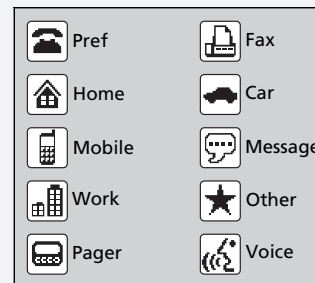 Pref
Fax
Home
Car
Mobile
Message
Work
Other
Pager
Voice